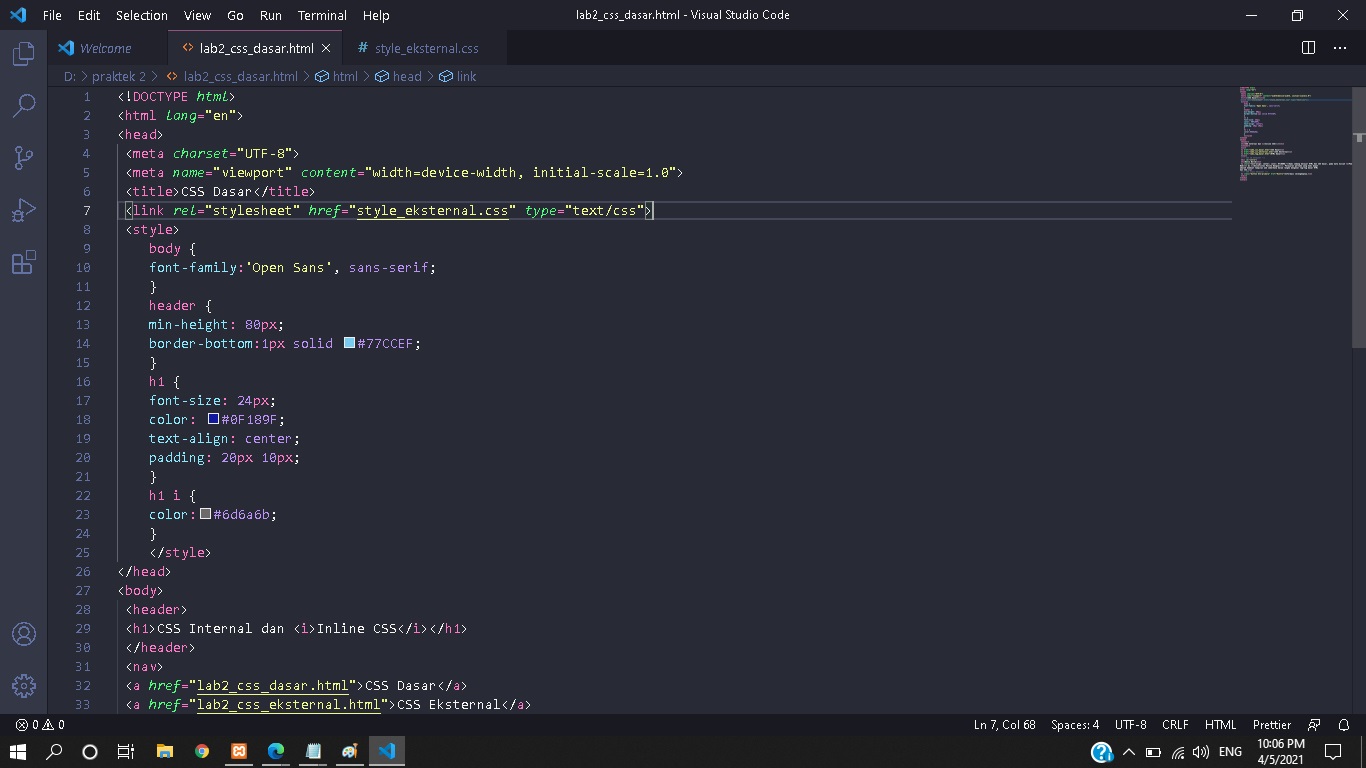 File Edit Selection View Go Run Terminal Help lab2_css_dasar.html - Visual Studio Code
Welcome lab2_css_dasar.html # style_eksternal.css
D: > praktek 2 > lab2_css_dasar.html > html > head > link
1 <!DOCTYPE html>
2 <html lang="en">
3 <head>
4 <meta charset="UTF-8">
5 <meta name="viewport" content="width=device-width, initial-scale=1.0">
6 <title>CSS Dasar</title>
7 <link rel="stylesheet" href="style_eksternal.css" type="text/css">
8 <style>
9 body {
10 font-family:'Open Sans', sans-serif;
11 }
12 header {
13 min-height: 80px;
14 border-bottom:1px solid #77CCEF;
15 }
16 h1 {
17 font-size: 24px;
18 color: #0F189F;
19 text-align: center;
20 padding: 20px 10px;
21 }
22 h1 i {
23 color:#6d6a6b;
24 }
25 </style>
26 </head>
27 <body>
28 <header>
29 <h1>CSS Internal dan <i>Inline CSS</i></h1>
30 </header>
31 <nav>
32 <a href="lab2_css_dasar.html">CSS Dasar</a>
33 <a href="lab2_css_eksternal.html">CSS Eksternal</a>
0 0 Ln 7, Col 68 Spaces: 4 UTF-8 CRLF HTML Prettier
ENG 10:06 PM
4/5/2021